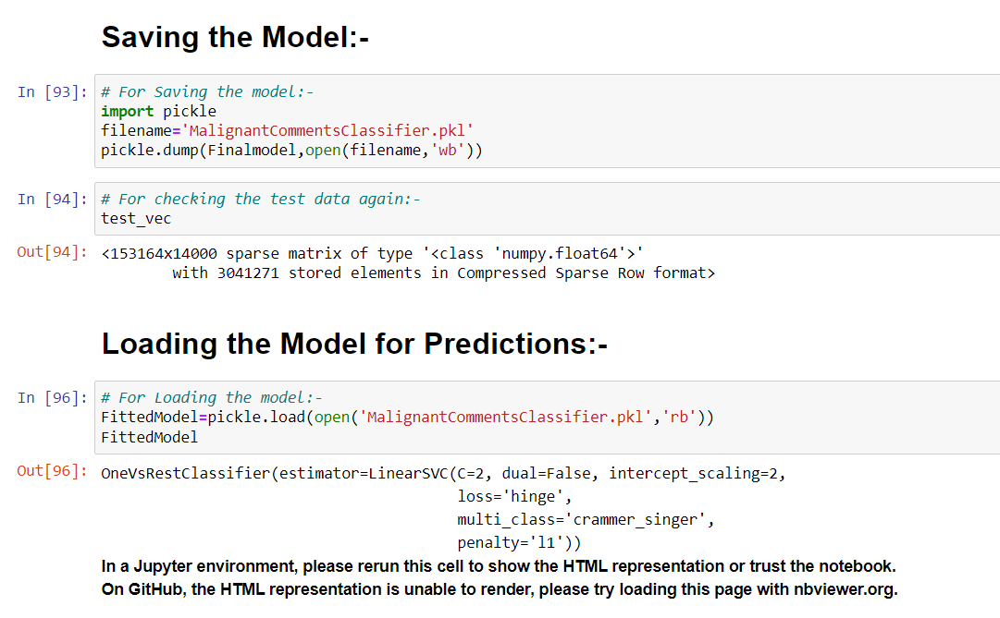 Saving the Model:-
In [93]: # For Saving the model:-
import pickle
filename='MalignantCommentsClassifier.pkl'
pickle.dump(Finalmodel,open(filename,'wb'))
In [94]: # For checking the test data again:-
test_vec
Out[94]: <153164x14000 sparse matrix of type '<class 'numpy.float64'>'
with 3041271 stored elements in Compressed Sparse Row format>
Loading the Model for Predictions:-
In [96]: # For Loading the model:-
FittedModel=pickle.load(open('MalignantCommentsClassifier.pkl','rb'))
FittedModel
Out[96]: OneVsRestClassifier(estimator=LinearSVC(C=2, dual=False, intercept_scaling=2,
loss='hinge',
multi_class='crammer_singer',
penalty='l1'))
In a Jupyter environment, please rerun this cell to show the HTML representation or trust the notebook.
On GitHub, the HTML representation is unable to render, please try loading this page with nbviewer.org.